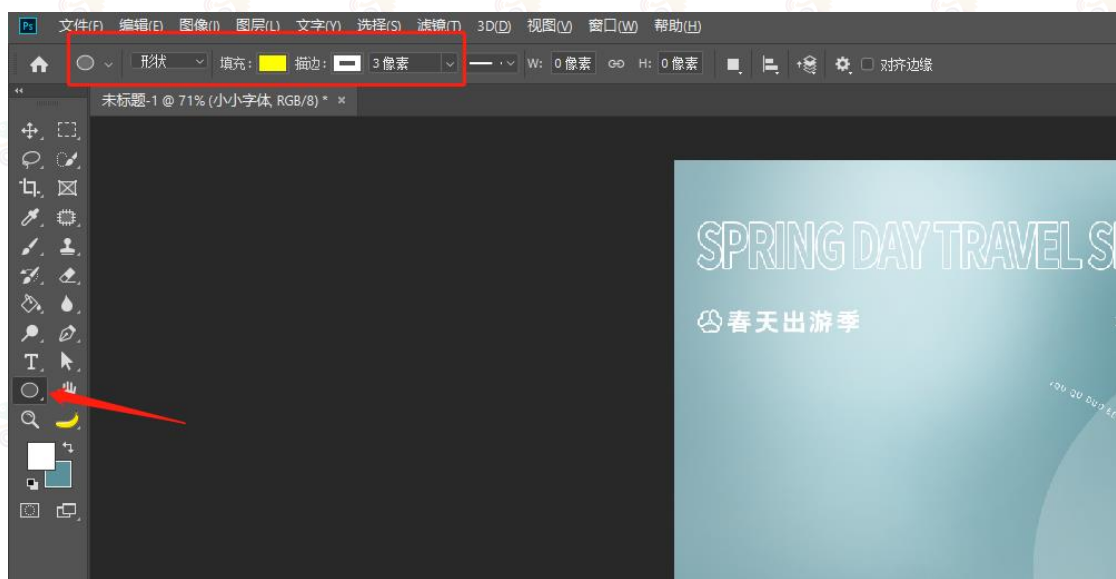 Ps 文件(F) 编辑(E) 图像(I) 图层(L) 文字(Y) 选择(S) 滤镜(T) 3D(D) 视图(V) 窗口(W) 帮助(H)
形状 填充: 描边: 3 像素 W: 0 像素 H: 0 像素 对齐边缘
未标题-1 @ 71% (小小字体, RGB/8) * ×
SPRING DAY TRAVEL
春天出游季
YOU QU DUO
T